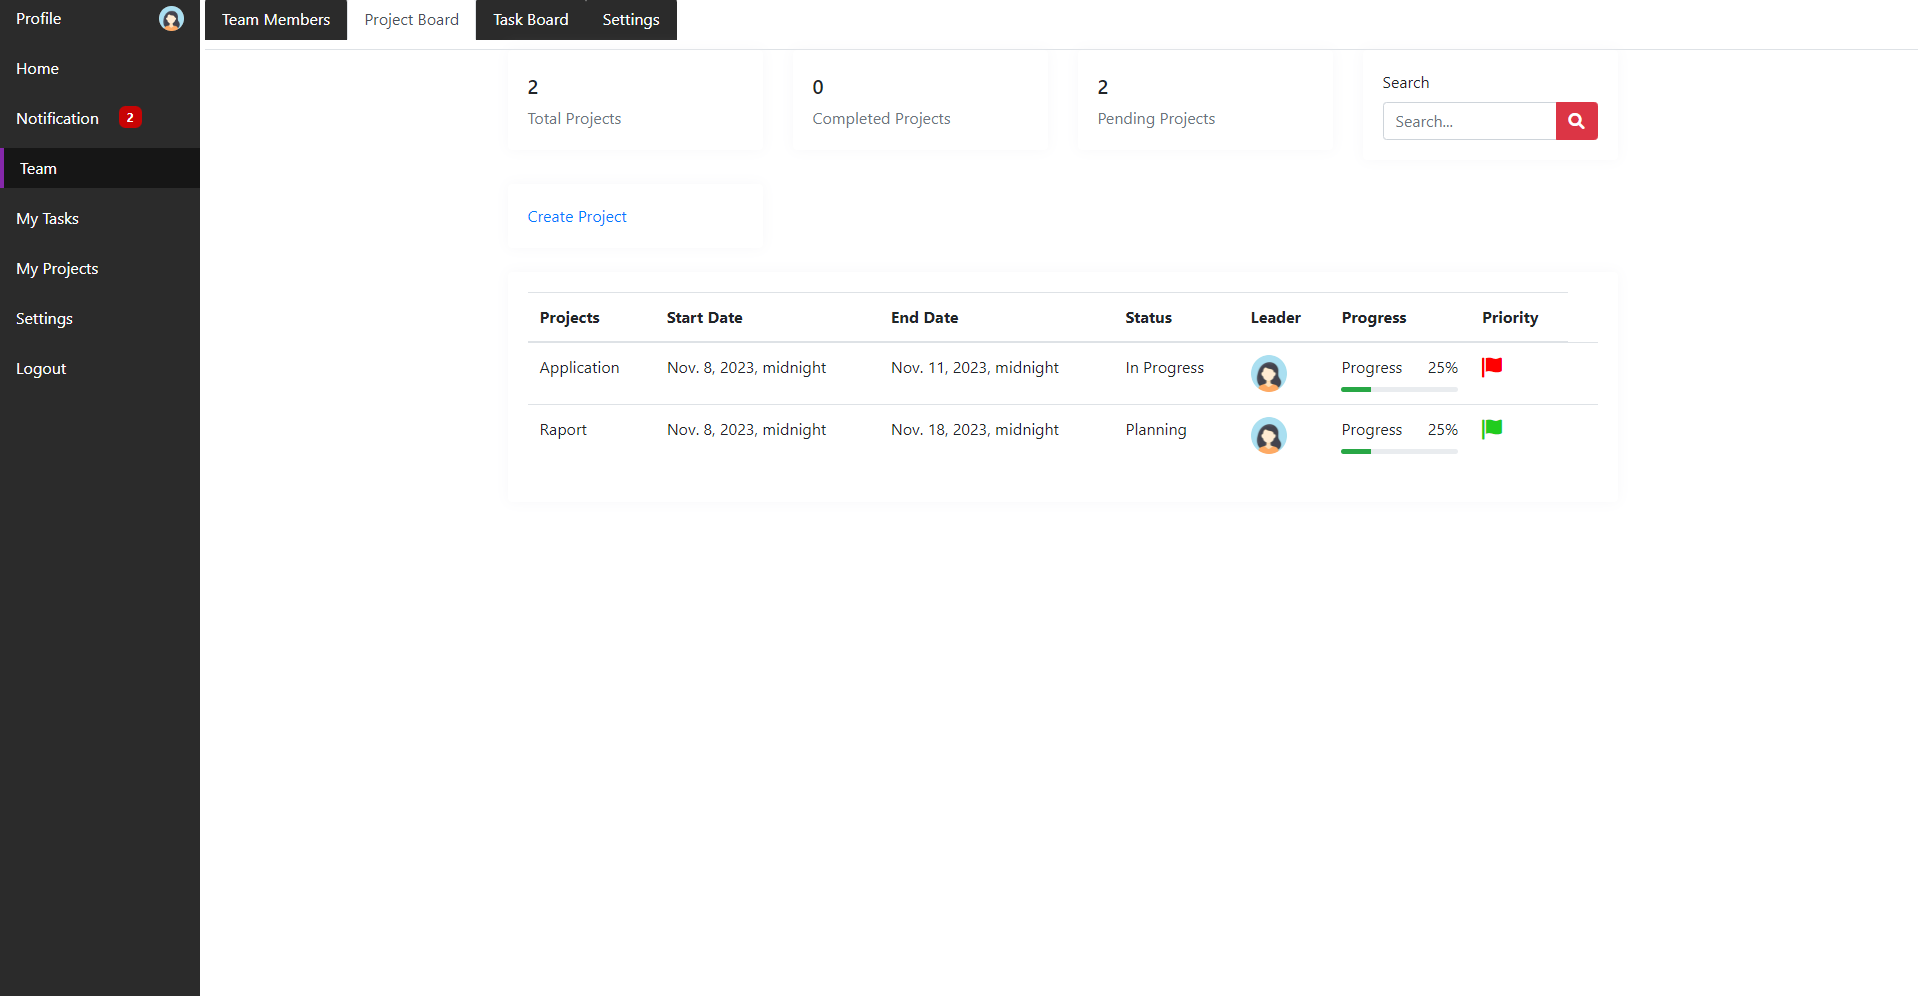 Profile
Home
Notification 2
Team
My Tasks
My Projects
Settings
Logout
Team Members Project Board Task Board Settings
2
Total Projects
0
Completed Projects
2
Pending Projects
Search
Search...
Create Project
Projects Start Date End Date Status Leader Progress Priority
Application Nov. 8, 2023, midnight Nov. 11, 2023, midnight In Progress Progress 25%
Raport Nov. 8, 2023, midnight Nov. 18, 2023, midnight Planning Progress 25%